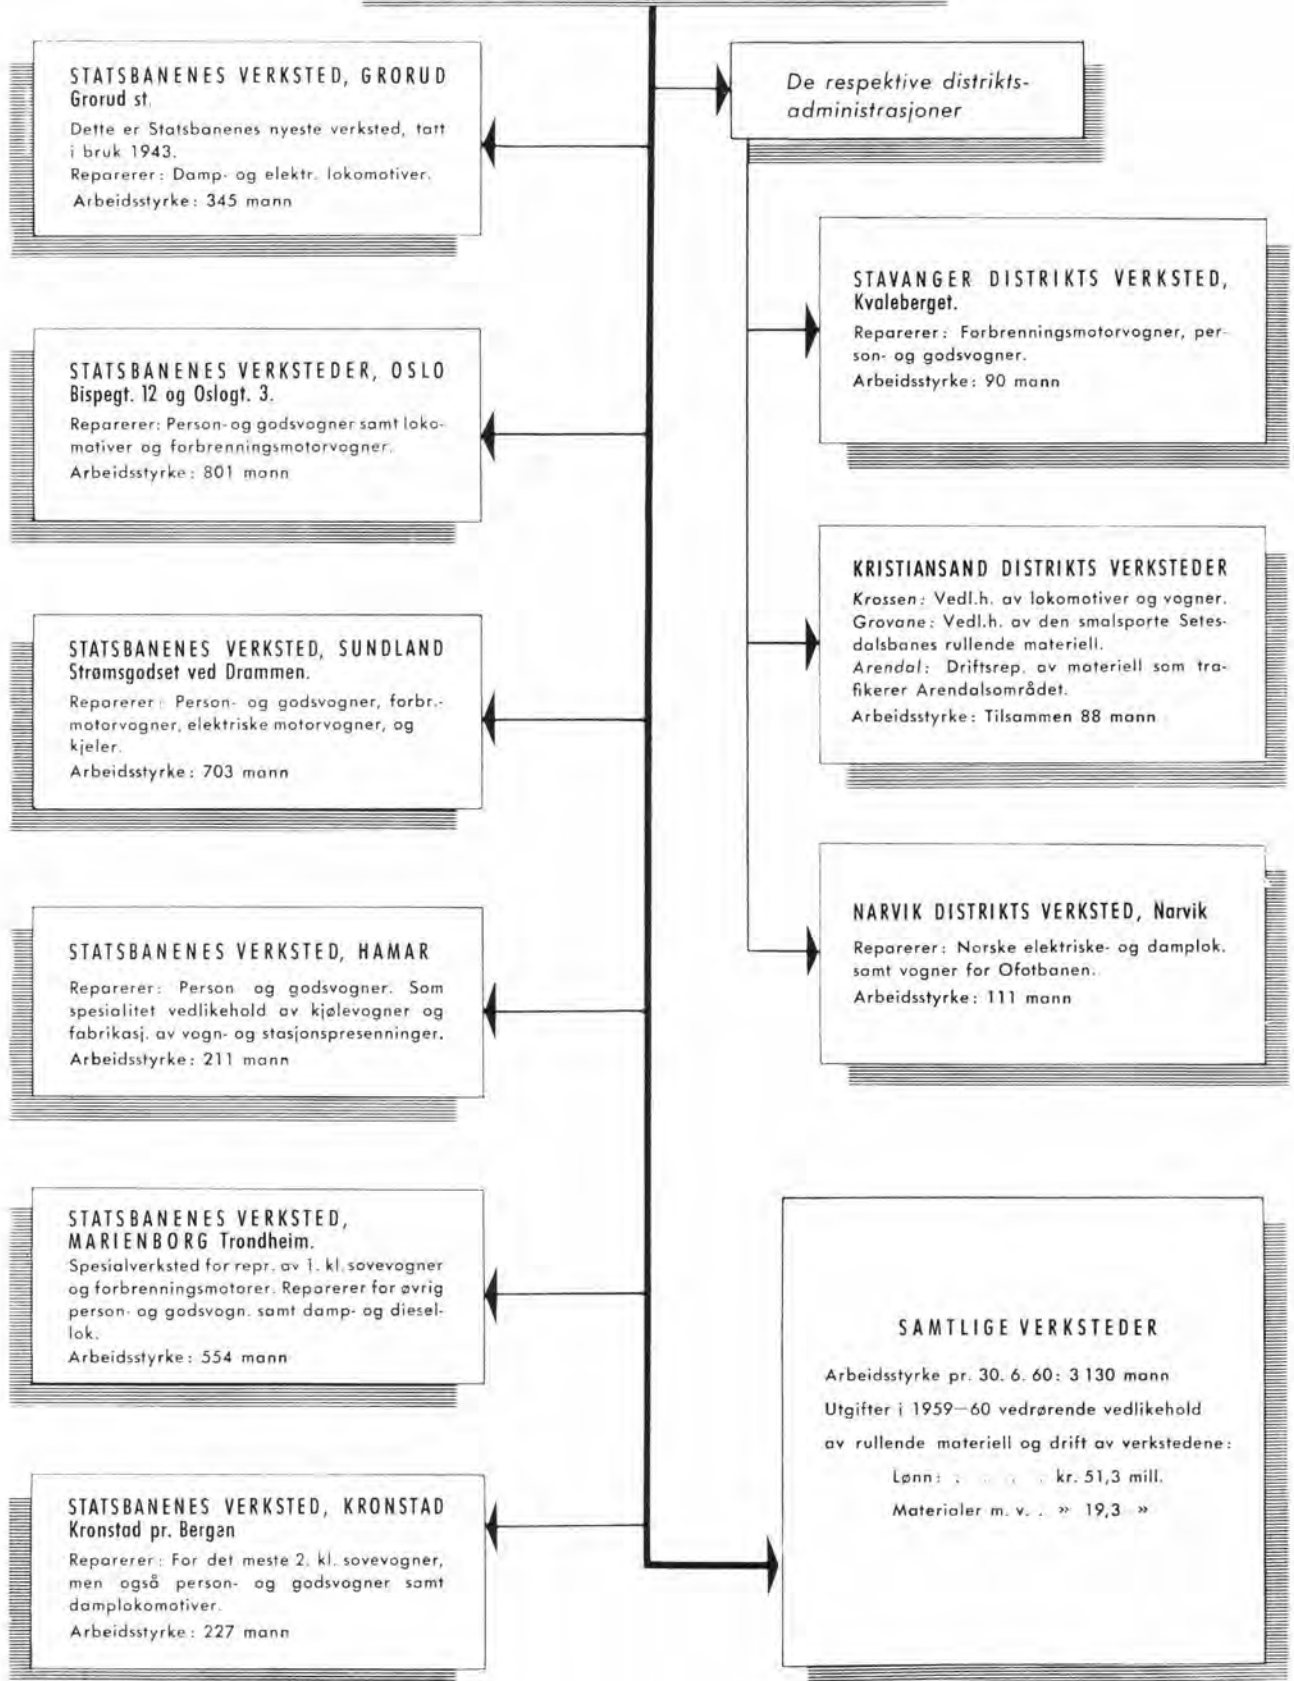 STATSBANENES VERKSTED, GRORUD
Grorud st.
Dette er Statsbanenes nyeste verksted, tatt
i bruk 1943.
Reparerer: Damp- og elektr. lokomotiver.
Arbeidsstyrke: 345 mann
STATSBANENES VERKSTEDER, OSLO
Bispegt. 12 og Oslogt. 3.
Reparerer: Person- og godsvogner samt loko-
motiver og forbrenningsmotorvogner.
Arbeidsstyrke: 801 mann
STATSBANENES VERKSTED, SUNDLAND
Strømsgodset ved Drammen.
Reparerer: Person- og godsvogner, forbr.-
motorvogner, elektriske motorvogner, og
kjeler.
Arbeidsstyrke: 703 mann
STATSBANENES VERKSTED, HAMAR
Reparerer: Person og godsvogner. Som
spesialitet vedlikehold av kjølevogner og
fabrikasj. av vogn- og stasjonspresenninger.
Arbeidsstyrke: 211 mann
STATSBANENES VERKSTED,
MARIENBORG Trondheim.
Spesialverksted for repr. av 1. kl. sovevogner
og forbrenningsmotorer. Reparerer for øvrig
person- og godsvogn. samt damp- og diesel-
lok.
Arbeidsstyrke: 554 mann
STATSBANENES VERKSTED, KRONSTAD
Kronstad pr. Bergen
Reparerer: For det meste 2. kl. sovevogner,
men også person- og godsvogner samt
damplokomotiver.
Arbeidsstyrke: 227 mann
De respektive distrikts-
administrasjoner
STAVANGER DISTRIKTS VERKSTED,
Kvaleberget.
Reparerer: Forbrenningsmotorvogner, per-
son- og godsvogner.
Arbeidsstyrke: 90 mann
KRISTIANSAND DISTRIKTS VERKSTEDER
Krossen: Vedl.h. av lokomotiver og vogner.
Grovane: Vedl.h. av den smalsporte Setes-
dalsbanes rullende materiell.
Arendal: Driftsrep. av materiell som tra-
fikerer Arendalsområdet.
Arbeidsstyrke: Tilsammen 88 mann
NARVIK DISTRIKTS VERKSTED, Narvik
Reparerer: Norske elektriske- og damplok.
samt vogner for Ofotbanen.
Arbeidsstyrke: 111 mann
SAMTLIGE VERKSTEDER
Arbeidsstyrke pr. 30. 6. 60: 3 130 mann
Utgifter i 1959—60 vedrørende vedlikehold
av rullende materiell og drift av verkstedene:
Lønn: . . . . kr. 51,3 mill.
Materialer m. v. . » 19,3 »